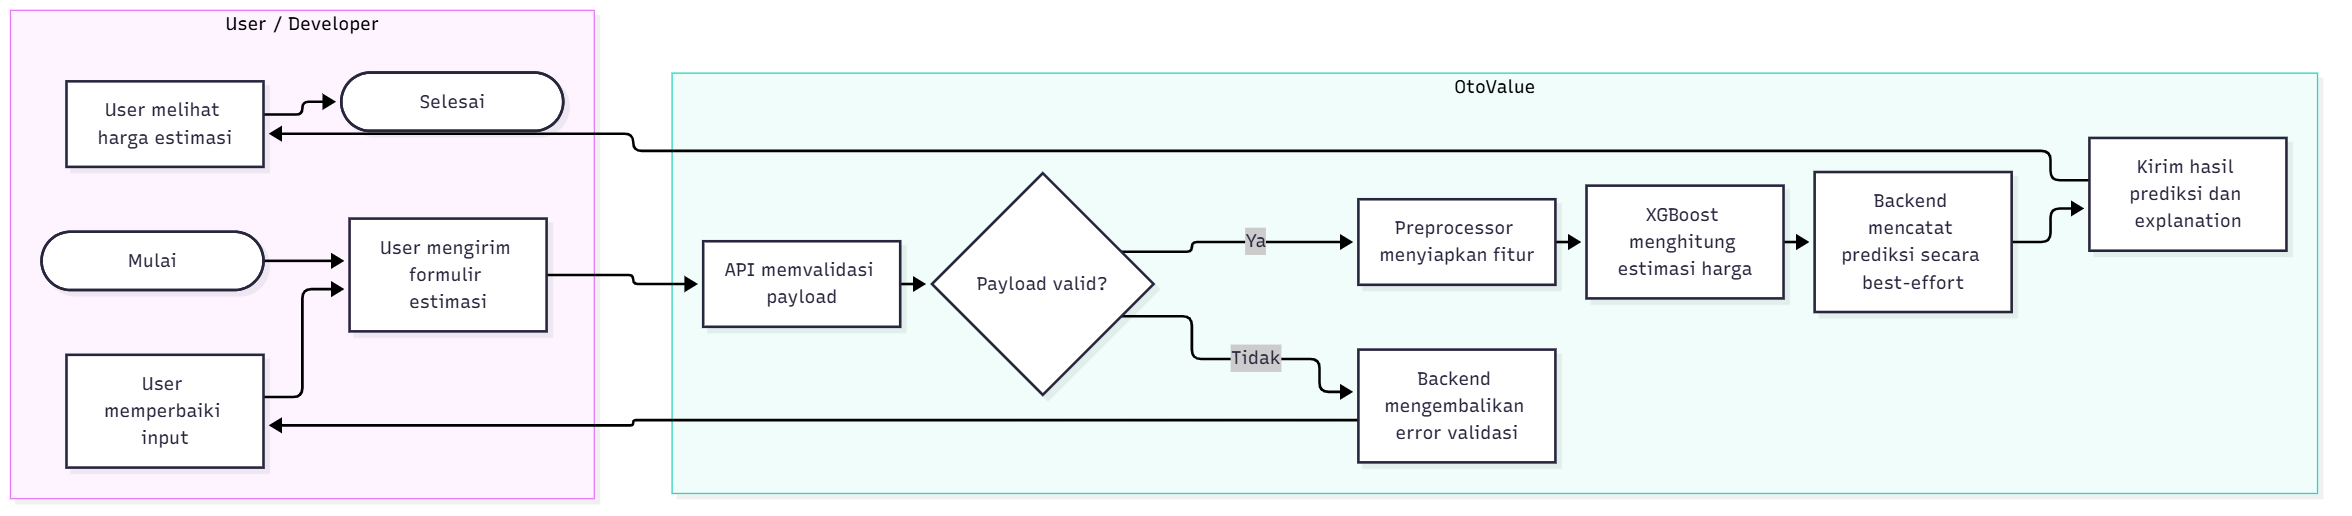 User / Developer
User melihat
harga estimasi
Selesai
Mulai
User mengirim
formulir
estimasi
User
memperbaiki
input
OtoValue
API memvalidasi
payload
Payload valid?
Ya
Tidak
Preprocessor
menyiapkan fitur
XGBoost
menghitung
estimasi harga
Backend
mencatat
prediksi secara
best-effort
Kirim hasil
prediksi dan
explanation
Backend
mengembalikan
error validasi